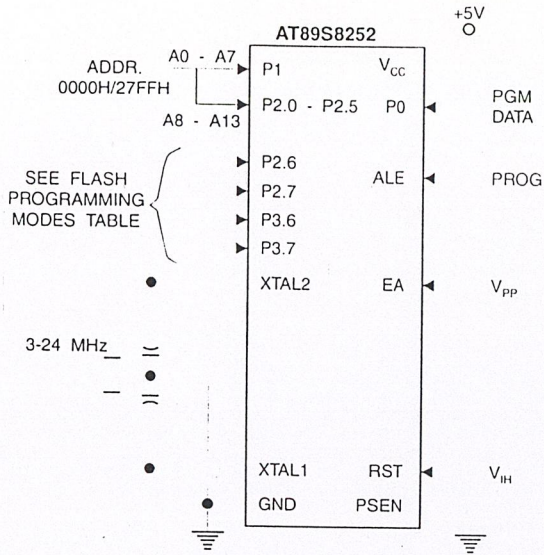 +5V
AT89S8252
A0 - A7
ADDR.
0000H/27FFH
P1
VCC
P2.0 - P2.5
P0
PGM
DATA
A8 - A13
P2.6
SEE FLASH
PROGRAMMING
MODES TABLE
P2.7
ALE
PROG
P3.6
P3.7
XTAL2
EA
VPP
3-24 MHz
XTAL1
RST
VIH
GND
PSEN